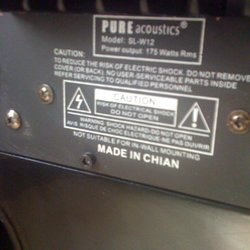 PURE acoustics®
Model: SL-W12
Power output: 175 Watts Rms
CAUTION:
TO REDUCE THE RISK OF ELECTRIC SHOCK. DO NOT REMOVE
COVER (OR BACK). NO USER-SERVICEABLE PARTS INSIDE
REFER SERVICING TO QUALIFIED PERSONNEL
CAUTION
RISK OF ELECTRICAL SHOCK
DO NOT OPEN
WARNING: SHOCK HAZARD-DO NOT OPEN
AVIS RISQUE DE CHOC ELECTRIQUE-NE PAS OUVRIR
NOT SUITABLE FOR IN-WALL MOUNTING
MADE IN CHIAN